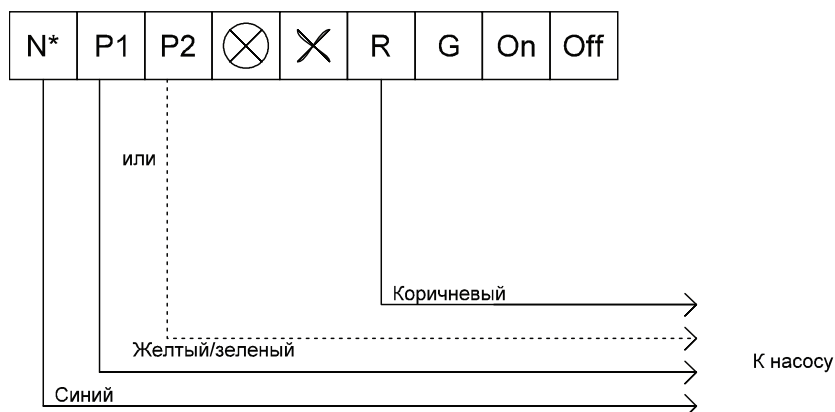 N* P1 P2 R G On Off
или
Коричневый
Желтый/зеленый
К насосу
Синий